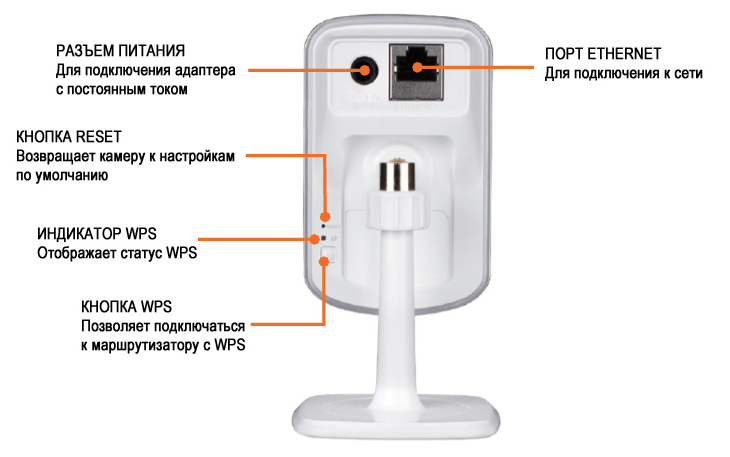 РАЗЪЕМ ПИТАНИЯ
Для подключения адаптера
с постоянным током
ПОРТ ETHERNET
Для подключения к сети
КНОПКА RESET
Возвращает камеру к настройкам
по умолчанию
ИНДИКАТОР WPS
Отображает статус WPS
КНОПКА WPS
Позволяет подключаться
к маршрутизатору с WPS